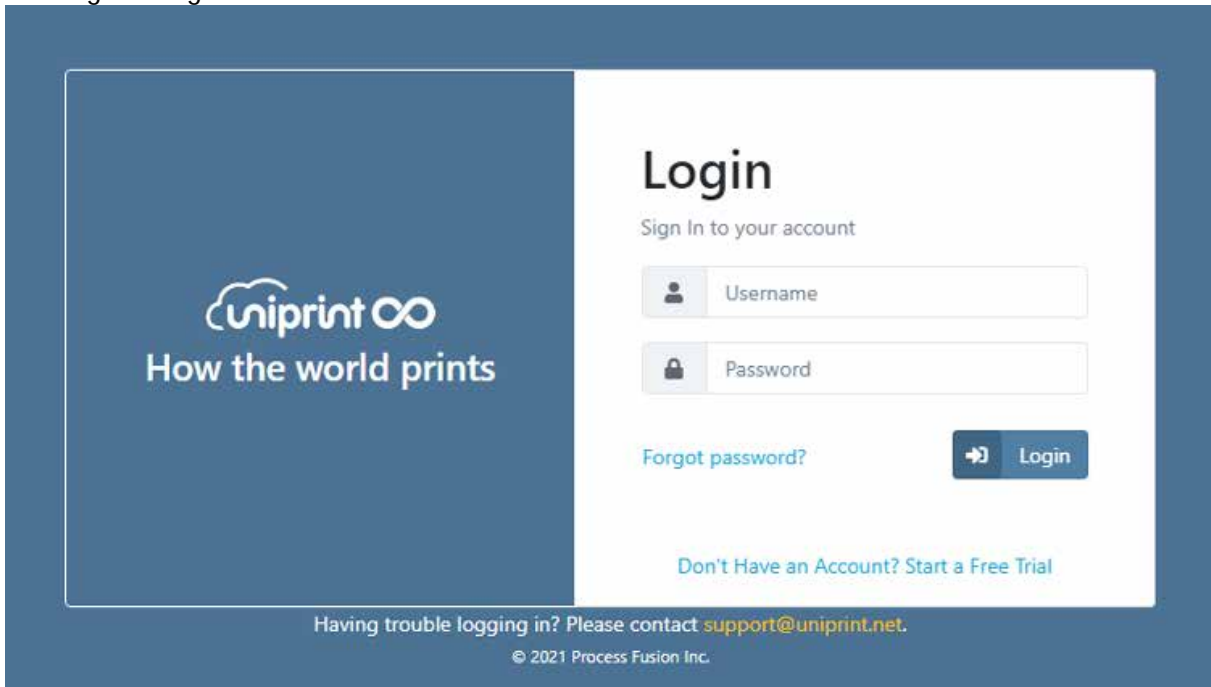 Login
Sign In to your account
uniprint
How the world prints
Username
Password
Forgot password?
Login
Don't Have an Account? Start a Free Trial
Having trouble logging in? Please contact support@uniprint.net.
© 2021 Process Fusion Inc.